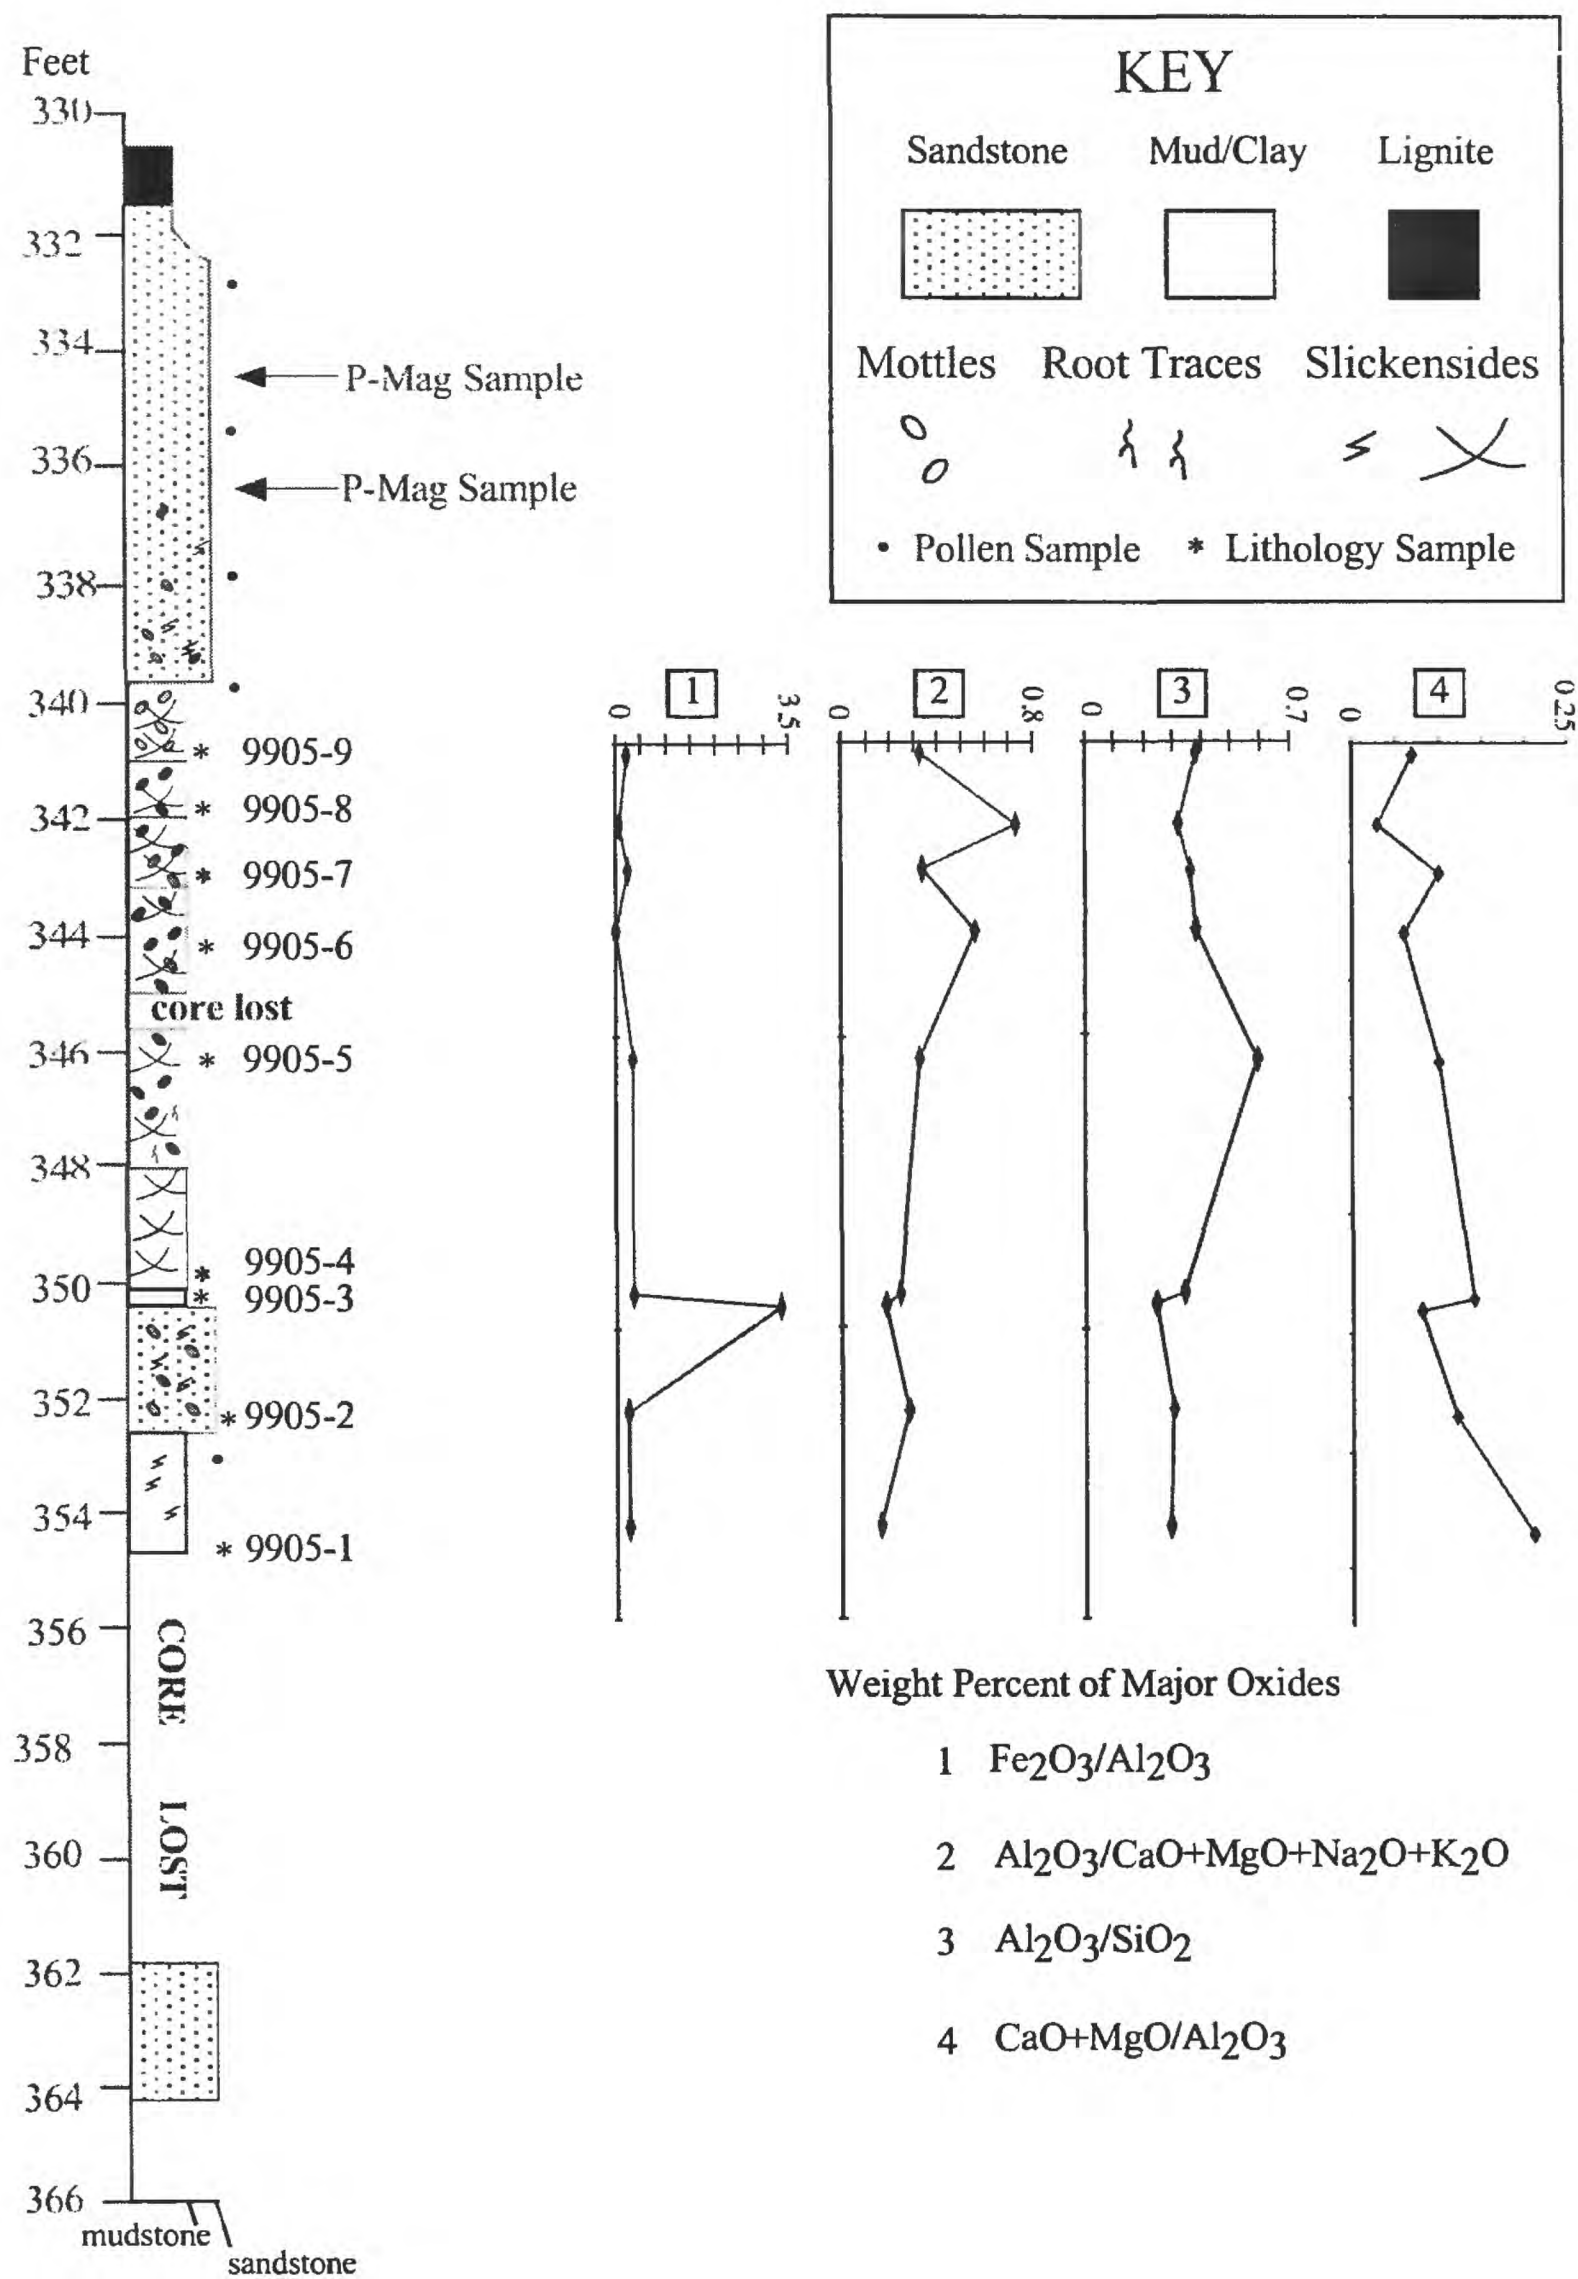 Feet
330
332
334
336
338
340
342
344
346
348
350
352
354
356
358
360
362
364
366
P-Mag Sample
P-Mag Sample
9905-9
9905-8
9905-7
9905-6
core lost
9905-5
9905-4
9905-3
9905-2
9905-1
CORE LOST
mudstone
sandstone
KEY
Sandstone Mud/Clay Lignite
Mottles Root Traces Slickensides
• Pollen Sample * Lithology Sample
0 1 3.5
0 2 0.8
0 3 0.7
0 4 0.25
Weight Percent of Major Oxides
1 Fe2O3/Al2O3
2 Al2O3/CaO+MgO+Na2O+K2O
3 Al2O3/SiO2
4 CaO+MgO/Al2O3